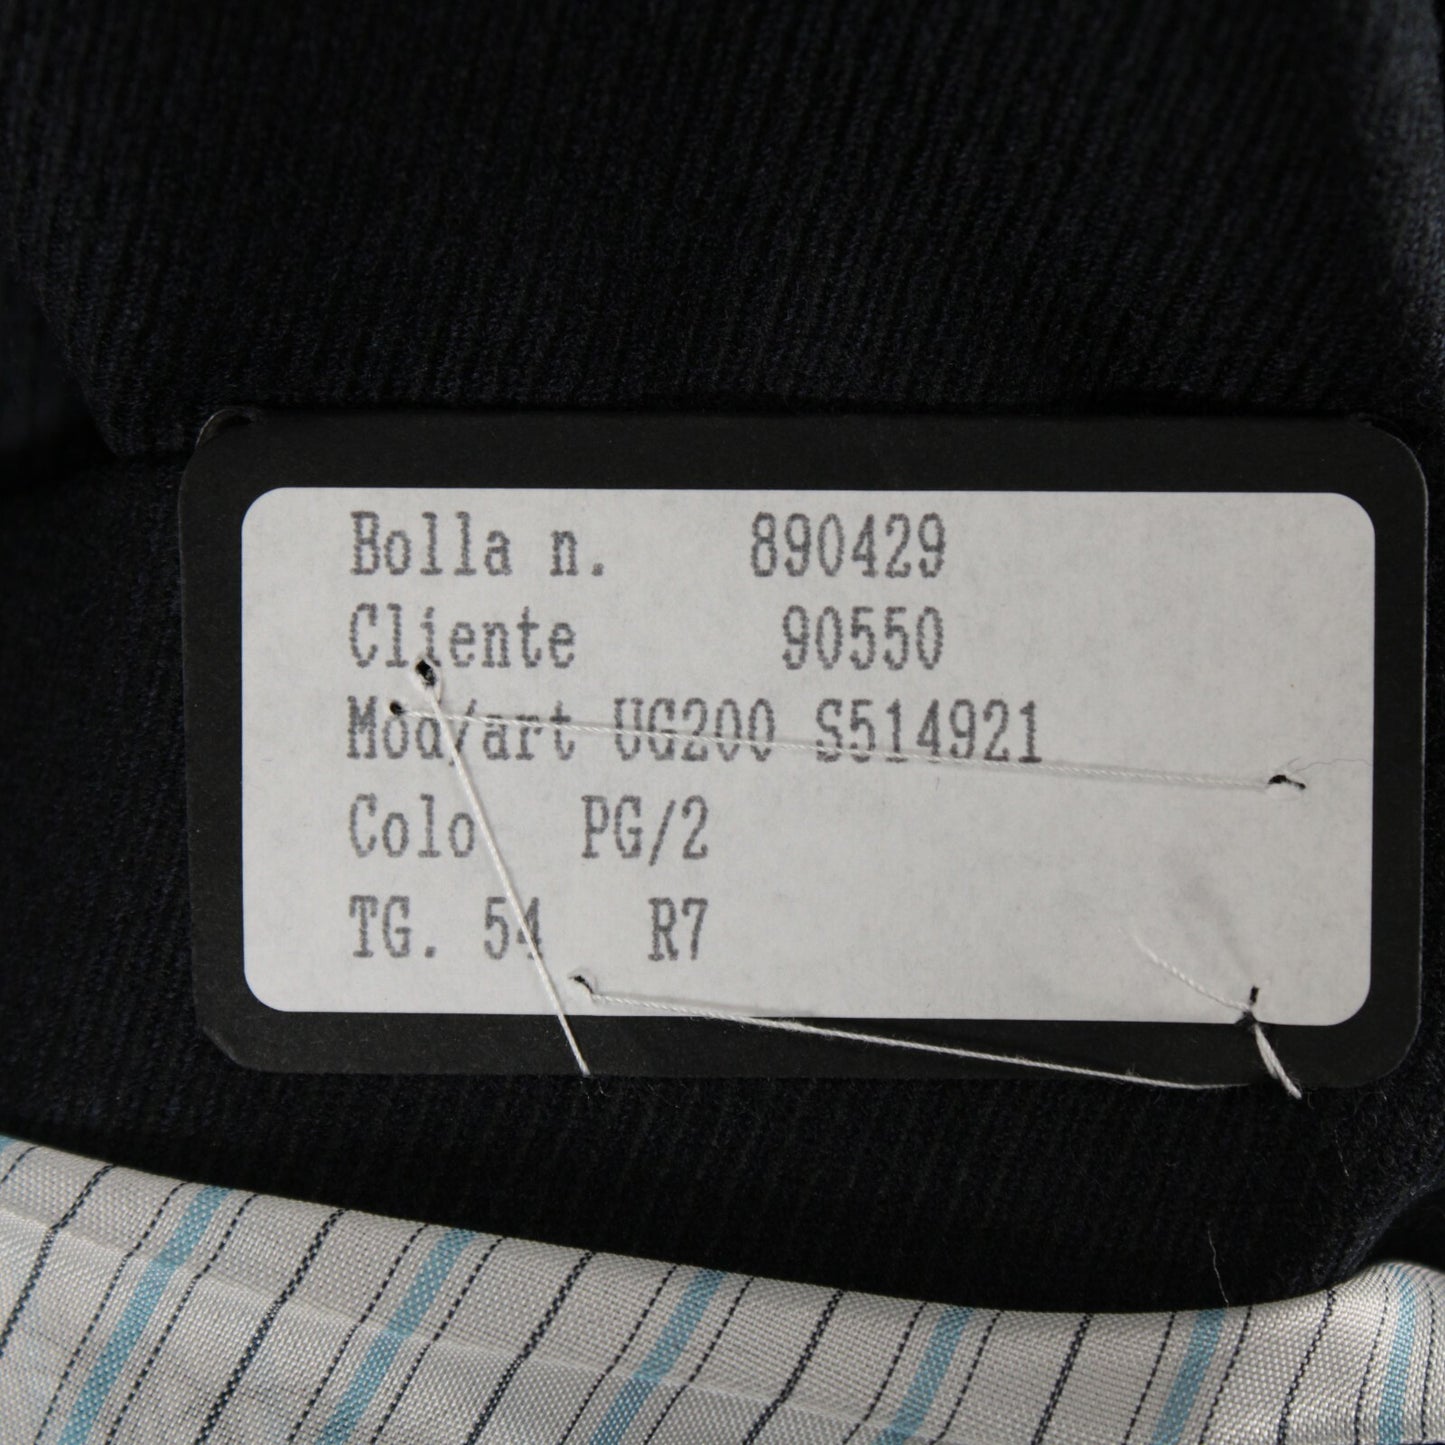 Bolla n. 890429
Cliente 90550
Mod/art UG200 S514921
Colo PG/2
TG. 54 R7